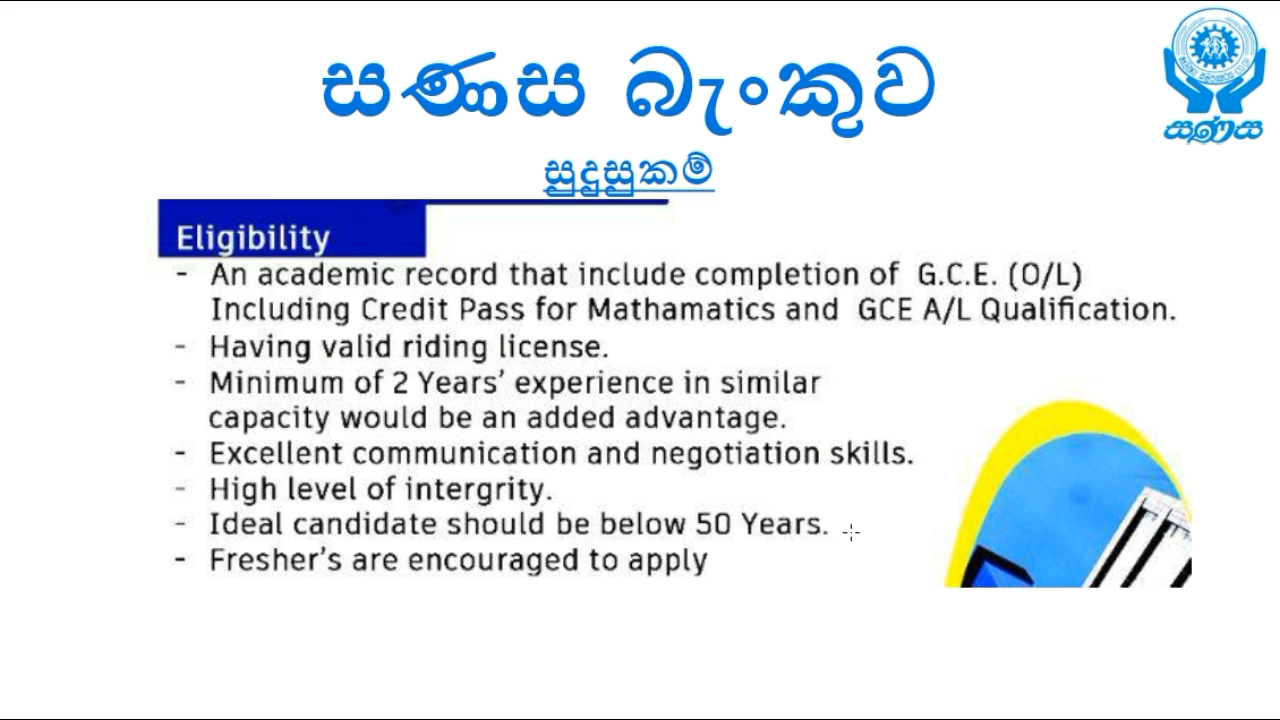 සණස බැංකුව
සණස
සුදුසුකම්
Eligibility
- An academic record that include completion of G.C.E. (O/L)
Including Credit Pass for Mathamatics and GCE A/L Qualification.
- Having valid riding license.
- Minimum of 2 Years’ experience in similar
capacity would be an added advantage.
- Excellent communication and negotiation skills.
- High level of intergrity.
- Ideal candidate should be below 50 Years.
- Fresher’s are encouraged to apply